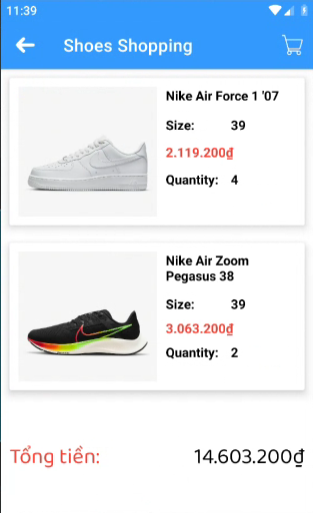 11:39
Shoes Shopping
Nike Air Force 1 '07
Size: 39
2.119.200₫
Quantity: 4
Nike Air Zoom
Pegasus 38
Size: 39
3.063.200₫
Quantity: 2
Tổng tiền: 14.603.200₫